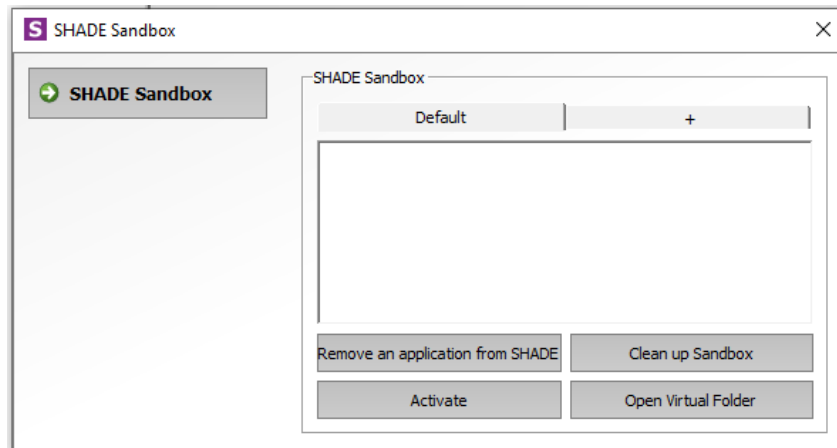 S SHADE Sandbox
SHADE Sandbox
SHADE Sandbox
Default +
Remove an application from SHADE Clean up Sandbox
Activate Open Virtual Folder